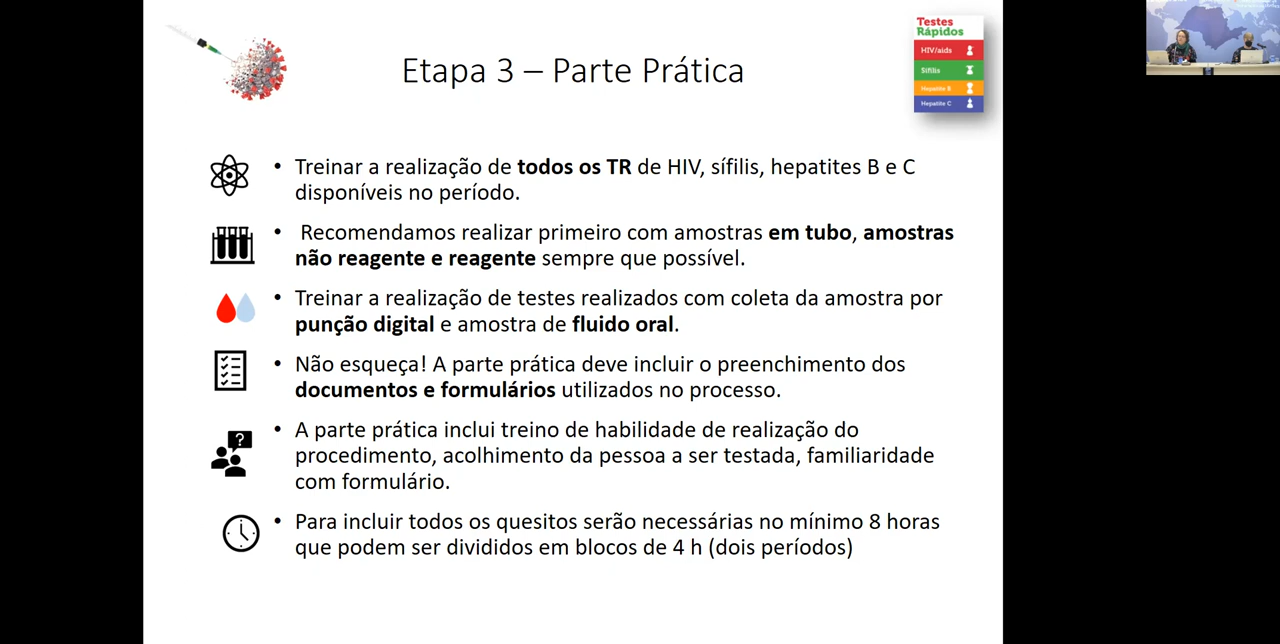 Etapa 3 – Parte Prática
Testes
Rápidos
HIV/aids
Sífilis
Hepatite B
Hepatite C
• Treinar a realização de todos os TR de HIV, sífilis, hepatites B e C
disponíveis no período.
• Recomendamos realizar primeiro com amostras em tubo, amostras
não reagente e reagente sempre que possível.
• Treinar a realização de testes realizados com coleta da amostra por
punção digital e amostra de fluido oral.
• Não esqueça! A parte prática deve incluir o preenchimento dos
documentos e formulários utilizados no processo.
?
• A parte prática inclui treino de habilidade de realização do
procedimento, acolhimento da pessoa a ser testada, familiaridade
com formulário.
• Para incluir todos os quesitos serão necessárias no mínimo 8 horas
que podem ser divididos em blocos de 4 h (dois períodos)